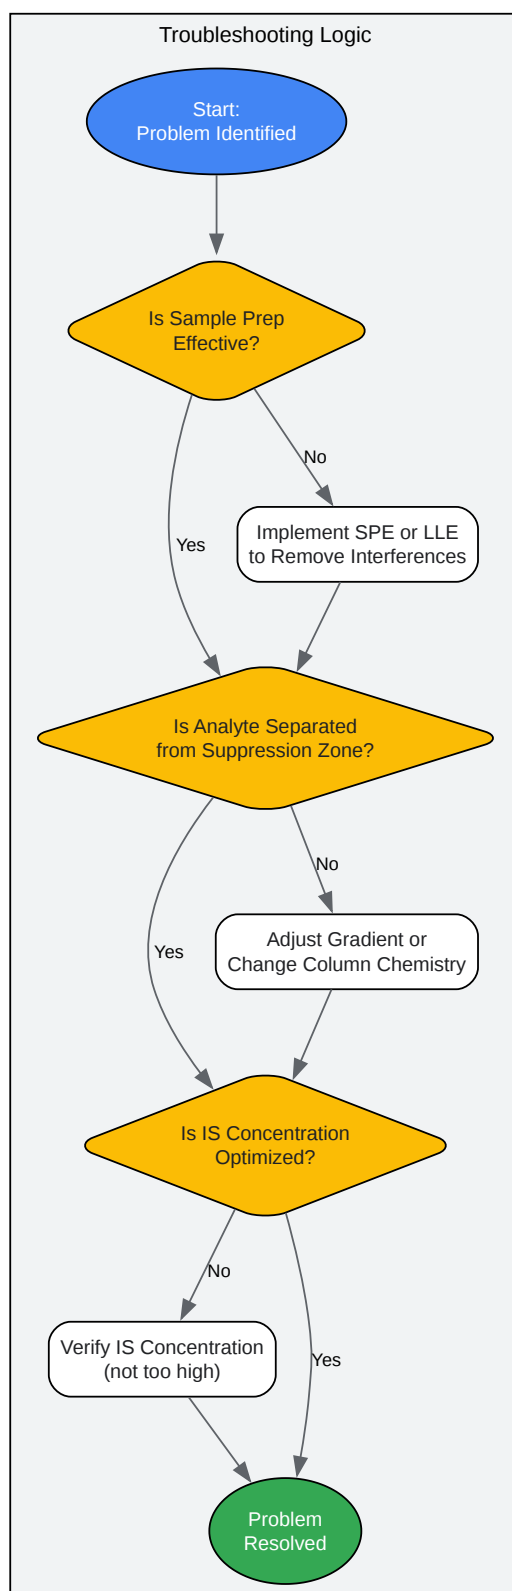 Troubleshooting Logic
Start:
Problem Identified
Is Sample Prep
Effective?
No
Implement SPE or LLE
to Remove Interferences
Yes
Is Analyte Separated
from Suppression Zone?
No
Adjust Gradient or
Change Column Chemistry
Yes
Is IS Concentration
Optimized?
No
Verify IS Concentration
(not too high)
Yes
Problem
Resolved